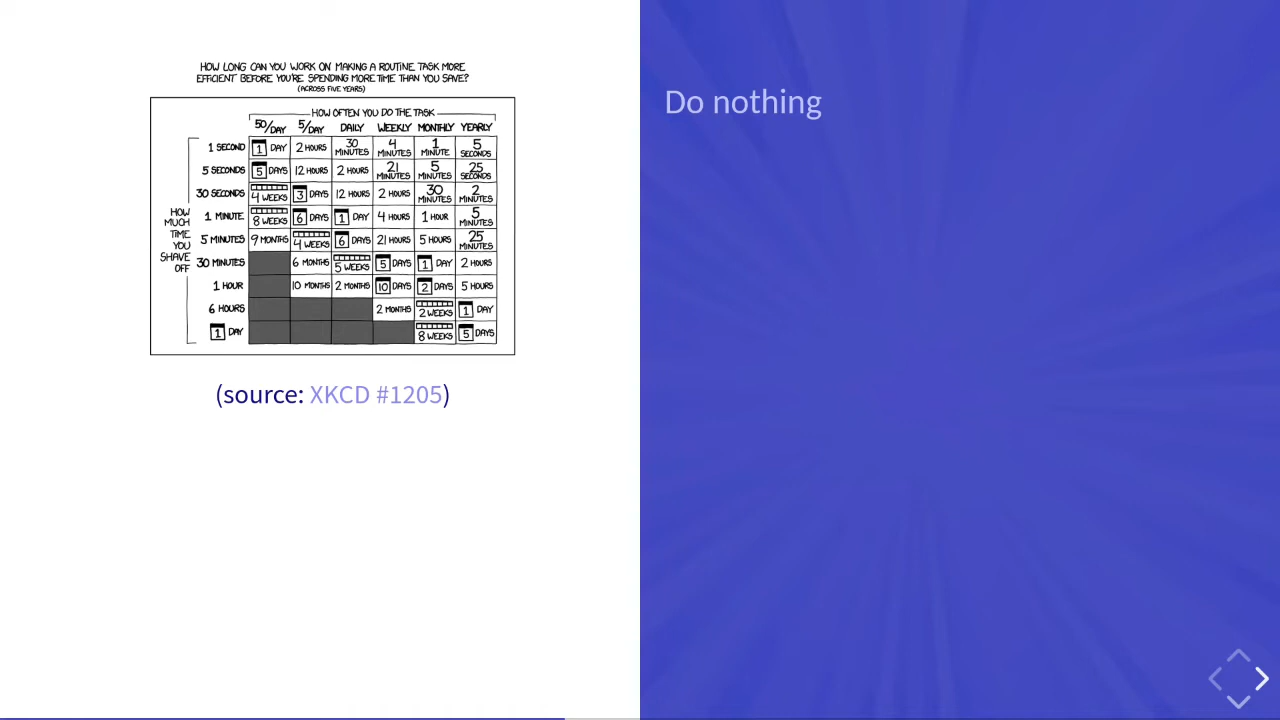 HOW LONG CAN YOU WORK ON MAKING A ROUTINE TASK MORE
EFFICIENT BEFORE YOU'RE SPENDING MORE TIME THAN YOU SAVE?
(ACROSS FIVE YEARS)
HOW OFTEN YOU DO THE TASK
50/DAY 5/DAY DAILY WEEKLY MONTHLY YEARLY
HOW MUCH TIME YOU SHAVE OFF
1 SECOND 1 DAY 2 HOURS 30 MINUTES 4 MINUTES 1 MINUTE 5 SECONDS
5 SECONDS 5 DAYS 12 HOURS 2 HOURS 21 MINUTES 5 MINUTES 25 SECONDS
30 SECONDS 4 WEEKS 3 DAYS 12 HOURS 2 HOURS 30 MINUTES 2 MINUTES
1 MINUTE 8 WEEKS 6 DAYS 1 DAY 4 HOURS 1 HOUR 5 MINUTES
5 MINUTES 9 MONTHS 4 WEEKS 6 DAYS 21 HOURS 5 HOURS 25 MINUTES
30 MINUTES 6 MONTHS 5 WEEKS 5 DAYS 1 DAY 2 HOURS
1 HOUR 10 MONTHS 2 MONTHS 10 DAYS 2 DAYS 5 HOURS
6 HOURS 2 MONTHS 2 WEEKS 1 DAY
1 DAY 8 WEEKS 5 DAYS
(source: XKCD #1205)
Do nothing